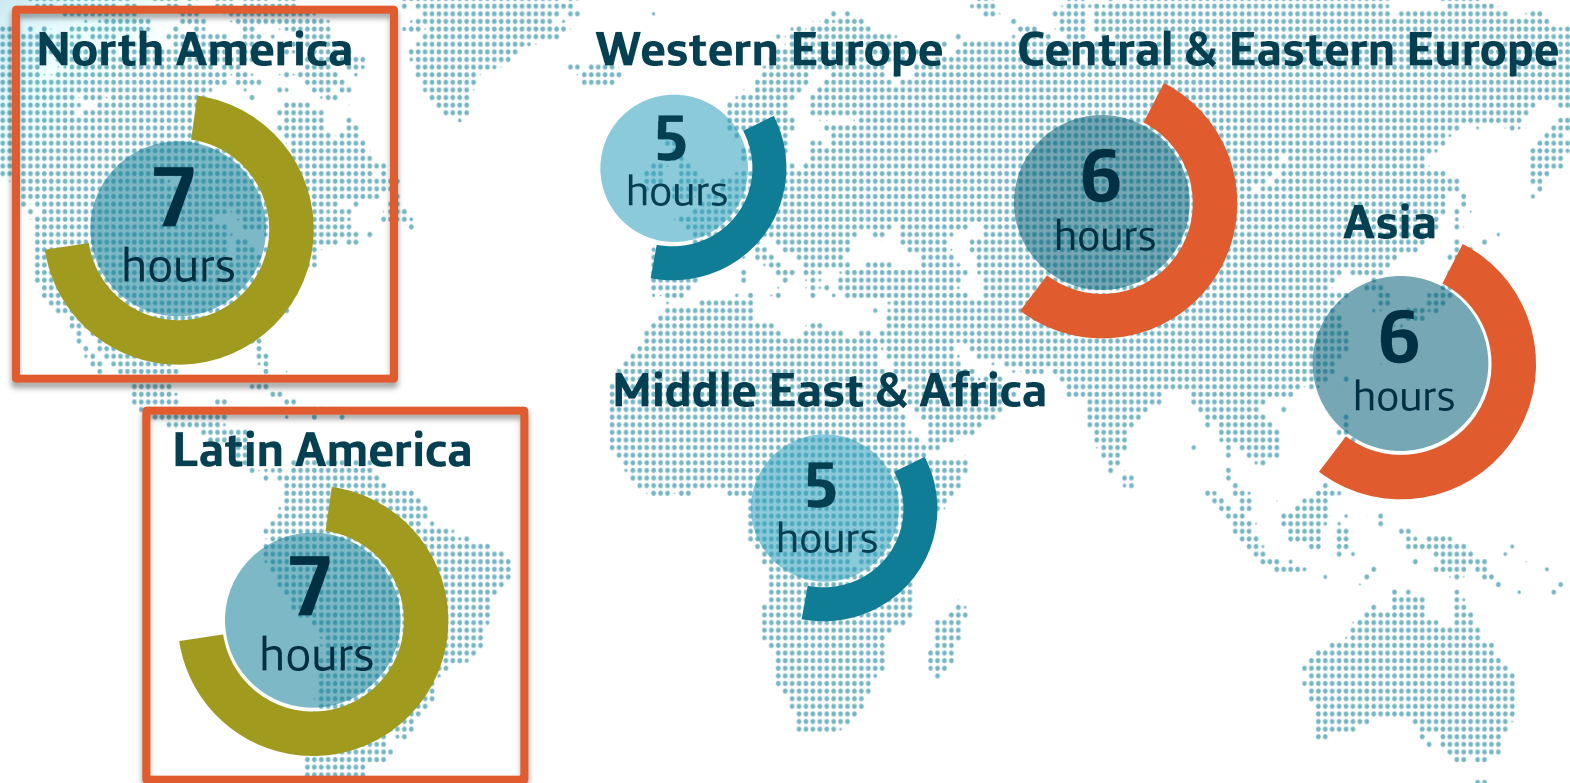 North America
7
hours
Western Europe
5
hours
Central & Eastern Europe
6
hours
Asia
6
hours
Middle East & Africa
5
hours
Latin America
7
hours